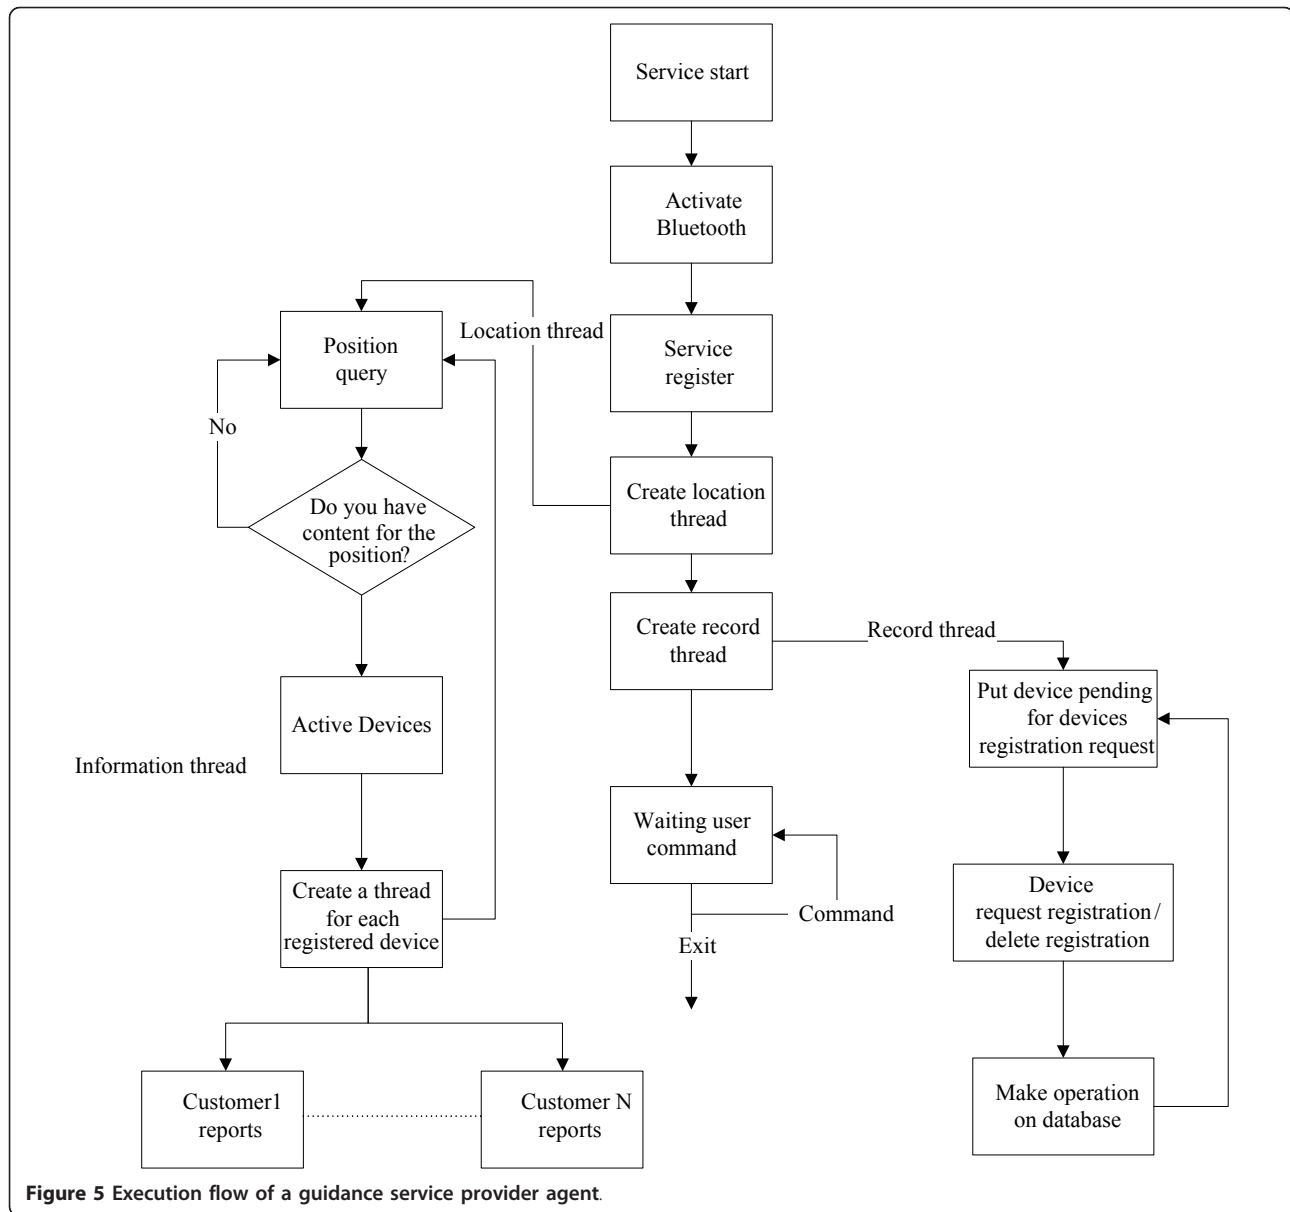 Service start
Activate
Bluetooth
Service
register
Create location
thread
Create record
thread
Waiting user
command
Command
Exit
Location thread
Position
query
No
Do you have
content for the
position?
Active Devices
Information thread
Create a thread
for each
registered device
Customer1
reports
Customer N
reports
Record thread
Put device pending
for devices
registration request
Device
request registration/
delete registration
Make operation
on database
Figure 5 Execution flow of a guidance service provider agent.